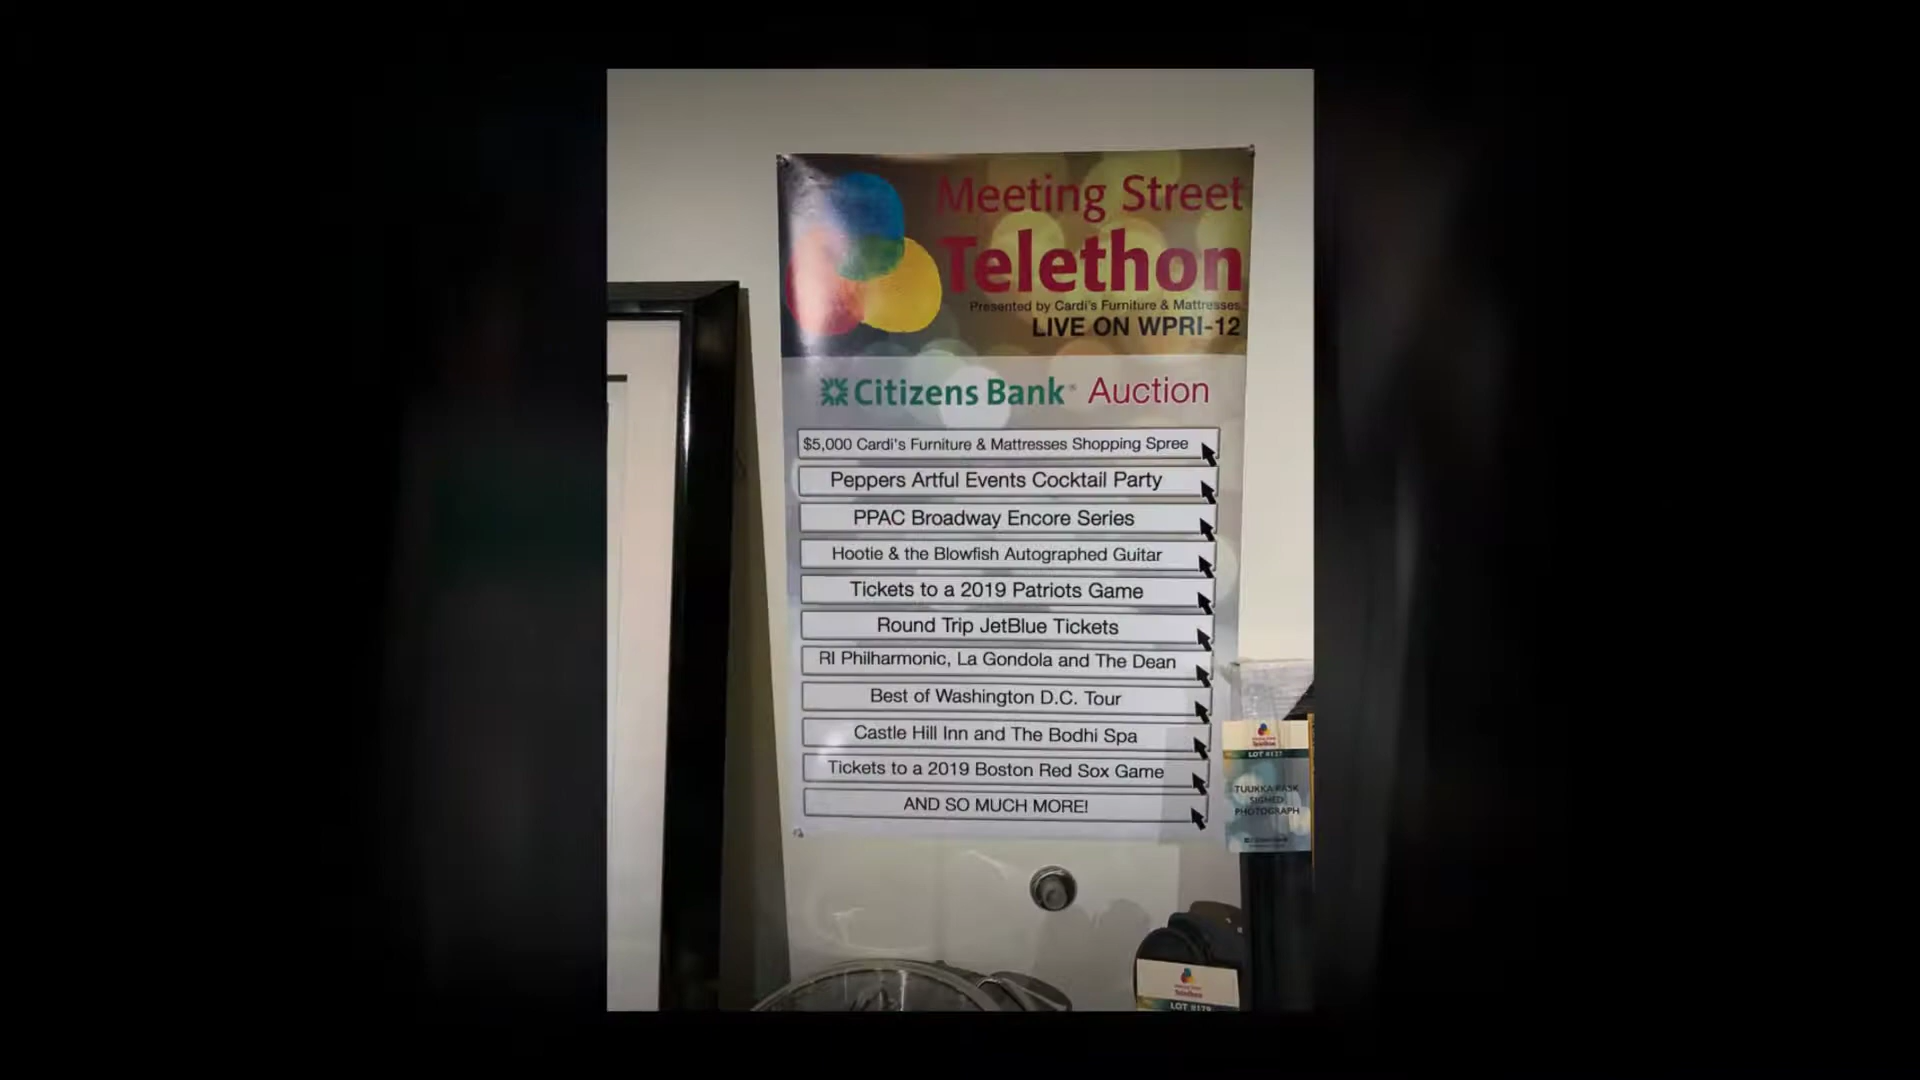 Meeting Street
Telethon
Presented by Cardi's Furniture & Mattresses
LIVE ON WPRI-12
Citizens Bank® Auction
$5,000 Cardi's Furniture & Mattresses Shopping Spree
Peppers Artful Events Cocktail Party
PPAC Broadway Encore Series
Hootie & the Blowfish Autographed Guitar
Tickets to a 2019 Patriots Game
Round Trip JetBlue Tickets
RI Philharmonic, La Gondola and The Dean
Best of Washington D.C. Tour
Castle Hill Inn and The Bodhi Spa
Tickets to a 2019 Boston Red Sox Game
AND SO MUCH MORE!
Telethon
LOT #137
TUUKKA RASK
SIGNED
PHOTOGRAPH
Telethon